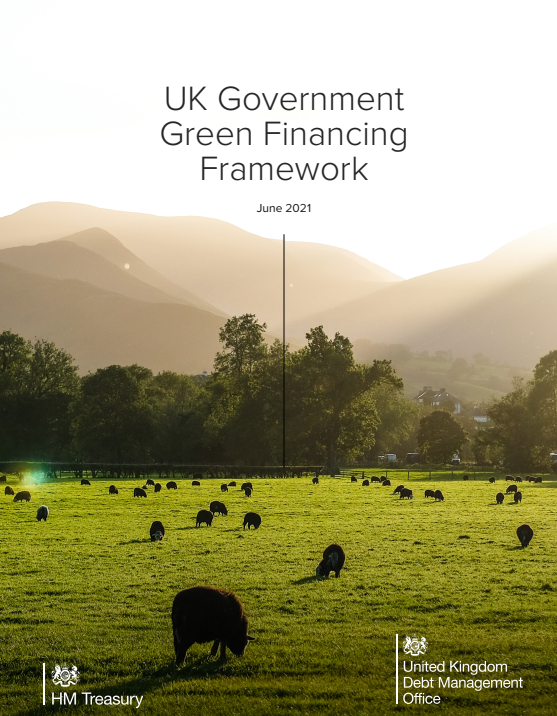 UK Government
Green Financing
Framework
June 2021
HM Treasury
United Kingdom
Debt Management
Office